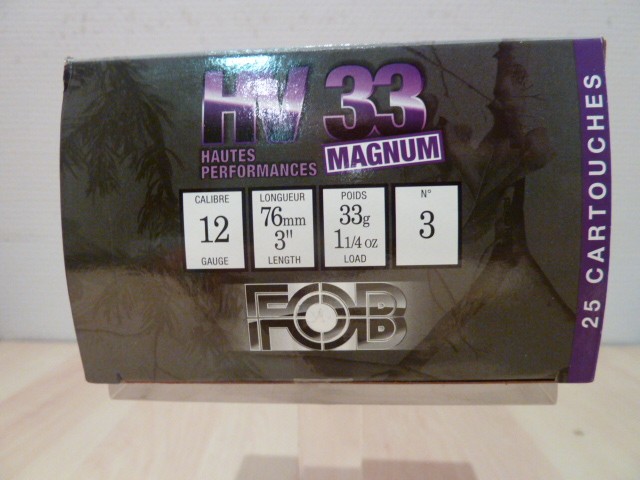 HV 33
HAUTES
PERFORMANCES
MAGNUM
CALIBRE
12
GAUGE
LONGUEUR
76mm
3"
LENGTH
POIDS
33g
1 1/4 oz
LOAD
N°
3
FOB
25 CARTOUCHES